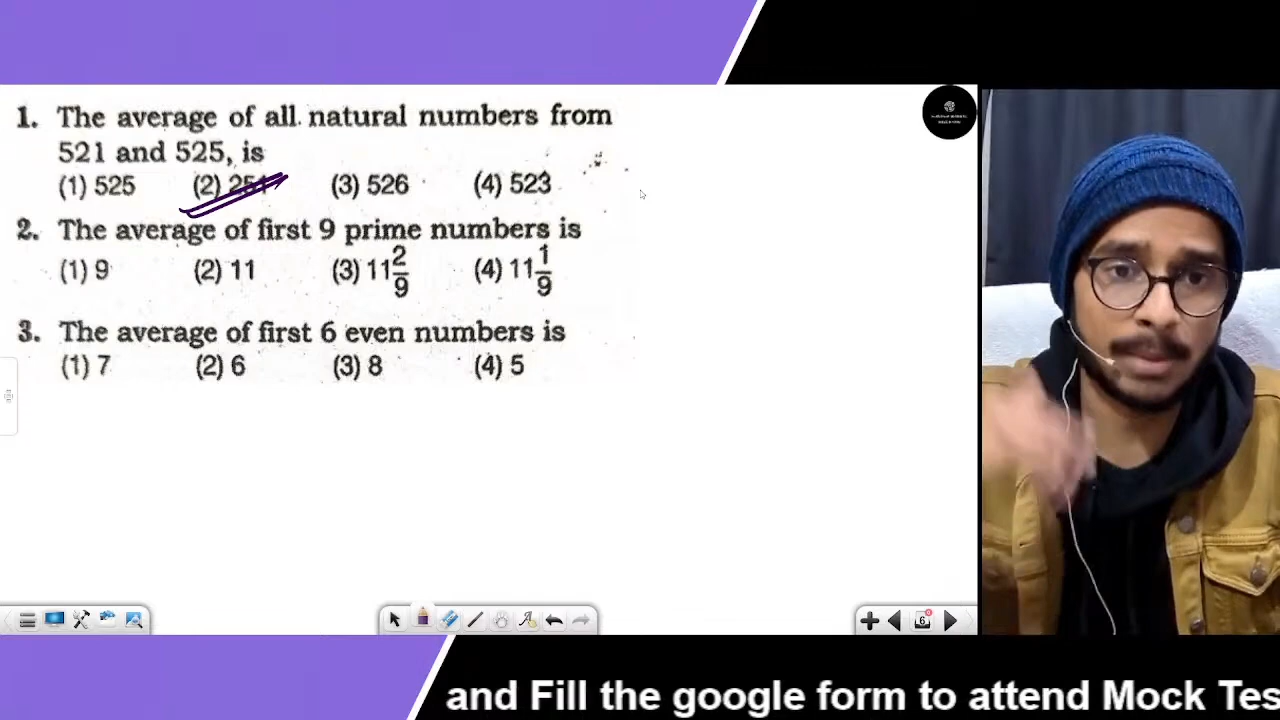 1. The average of all natural numbers from
521 and 525, is
(1) 525 (2) 251 (3) 526 (4) 523
2. The average of first 9 prime numbers is
(1) 9 (2) 11 (3) 11 2/9 (4) 11 1/9
3. The average of first 6 even numbers is
(1) 7 (2) 6 (3) 8 (4) 5
6
and Fill the google form to attend Mock Tes